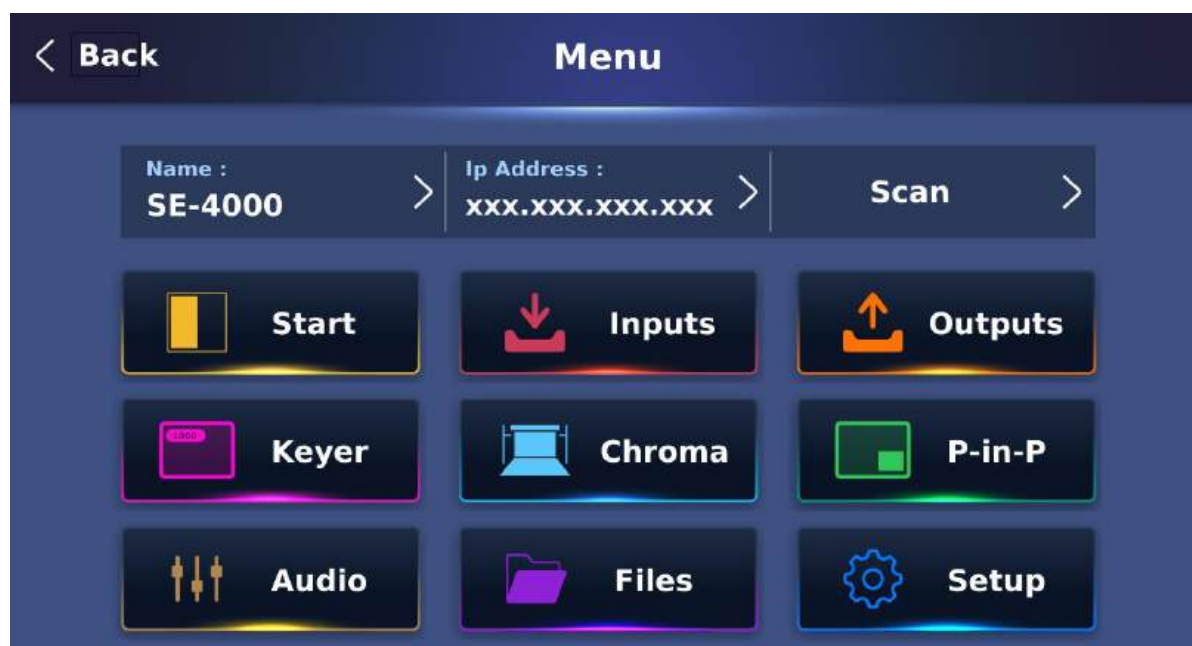 Back
Menu
Name :
SE-4000
Ip Address :
xxx.xxx.xxx.xxx
Scan
Start
Inputs
Outputs
1000
Keyer
Chroma
P-in-P
Audio
Files
Setup